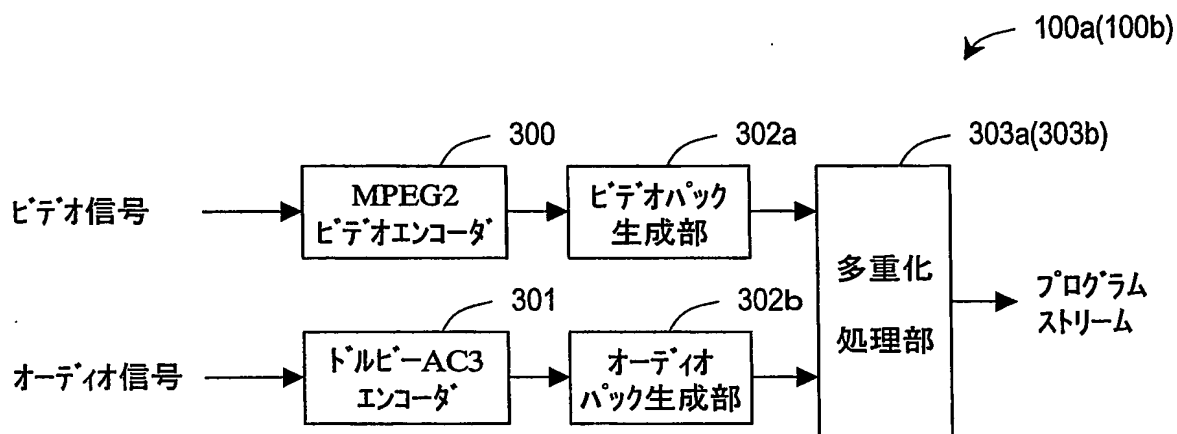 100a(100b)
300
302a
303a(303b)
ビデオ信号
MPEG2
ビデオエンコーダ
ビデオパック
生成部
多重化
処理部
プログラム
ストリーム
301
302b
オーディオ信号
ドルビーAC3
エンコーダ
オーディオ
パック生成部